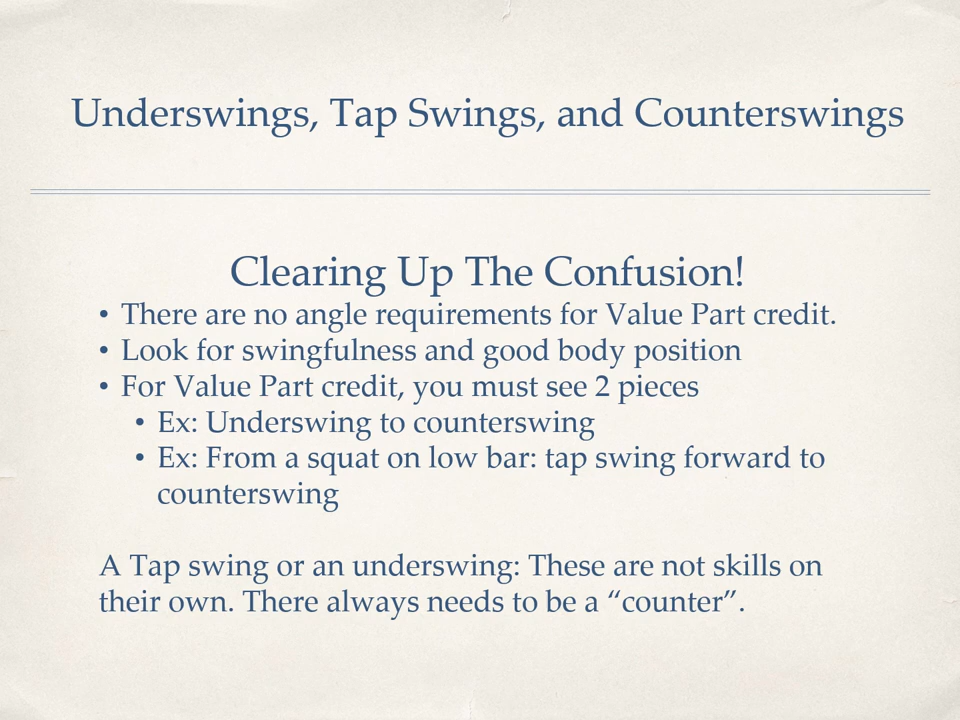 Underswings, Tap Swings, and Counterswings
Clearing Up The Confusion!
• There are no angle requirements for Value Part credit.
• Look for swingfulness and good body position
• For Value Part credit, you must see 2 pieces
• Ex: Underswing to counterswing
• Ex: From a squat on low bar: tap swing forward to
counterswing
A Tap swing or an underswing: These are not skills on
their own. There always needs to be a “counter”.